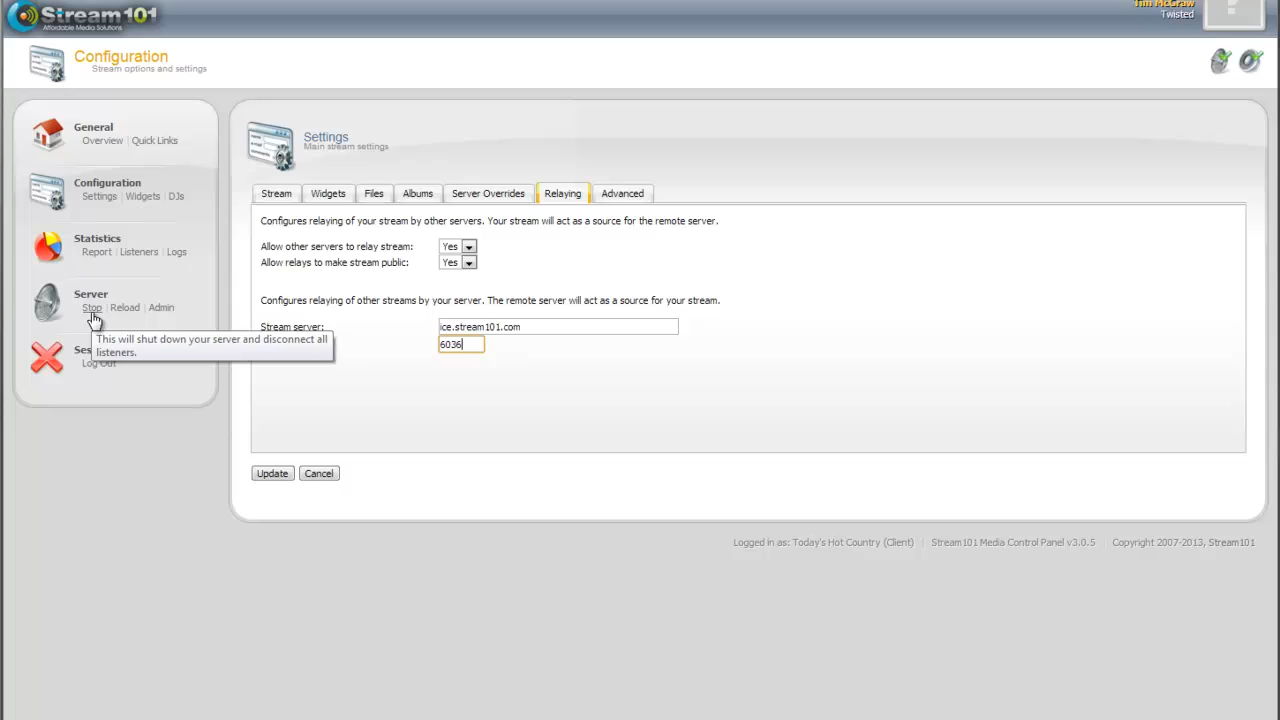 Stream101
Affordable Media Solutions
Tim McGraw
Twisted
?
Configuration
Stream options and settings
General
Overview | Quick Links
Configuration
Settings | Widgets | DJs
Statistics
Report | Listeners | Logs
Server
Stop | Reload | Admin
This will shut down your server and disconnect all
listeners.
Ses
Log Out
Settings
Main stream settings
Stream
Widgets
Files
Albums
Server Overrides
Relaying
Advanced
Configures relaying of your stream by other servers. Your stream will act as a source for the remote server.
Allow other servers to relay stream: Yes
Allow relays to make stream public: Yes
Configures relaying of other streams by your server. The remote server will act as a source for your stream.
Stream server: ice.stream101.com
6036
Update
Cancel
Logged in as: Today's Hot Country (Client) | Stream101 Media Control Panel v3.0.5 | Copyright 2007-2013, Stream101